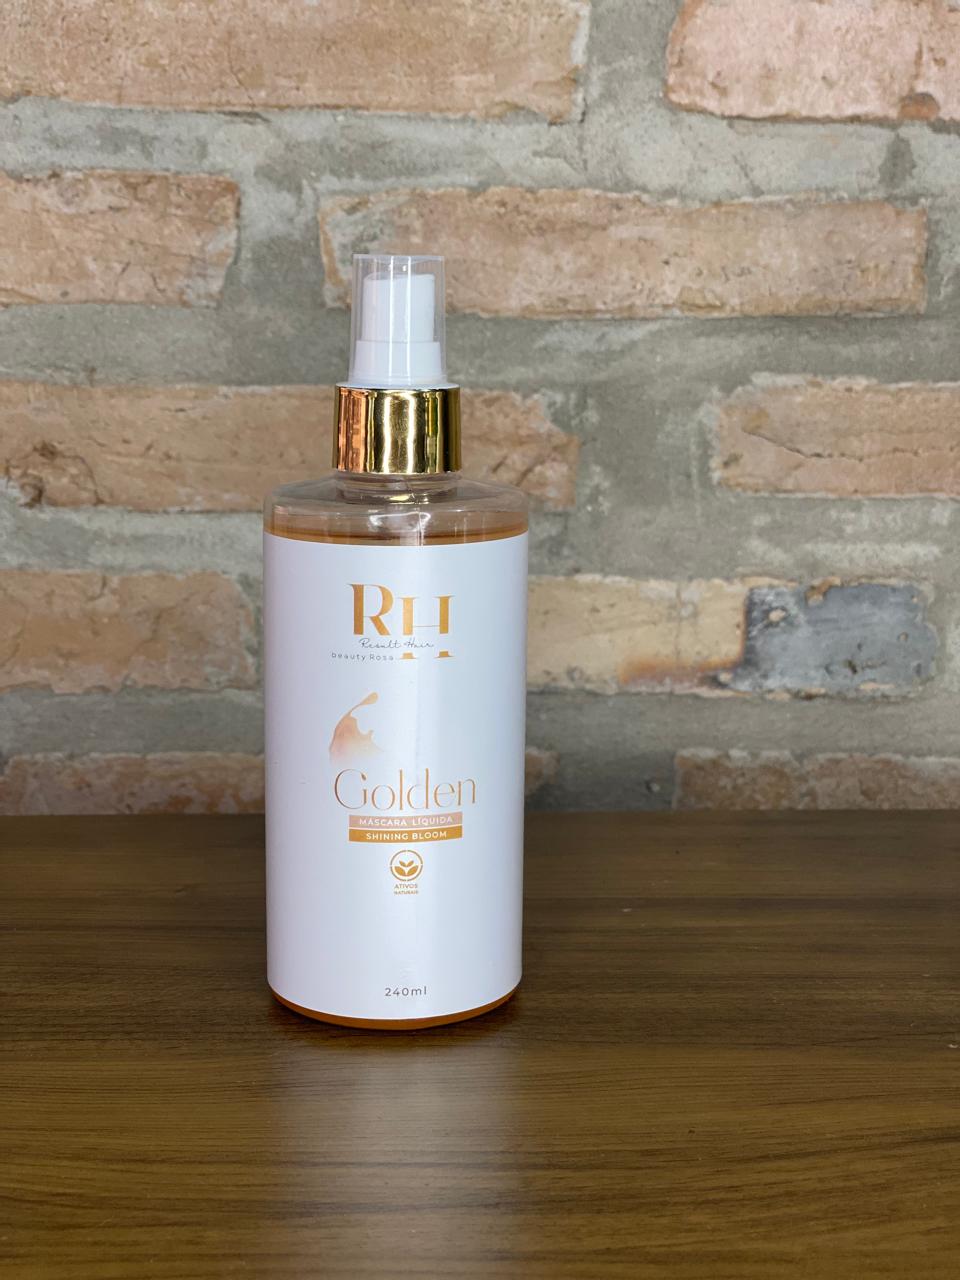 RH
Result Hair
beauty Rosa
Golden
MÁSCARA LÍQUIDA
SHINING BLOOM
ATIVOS
NATURAIS
240ml